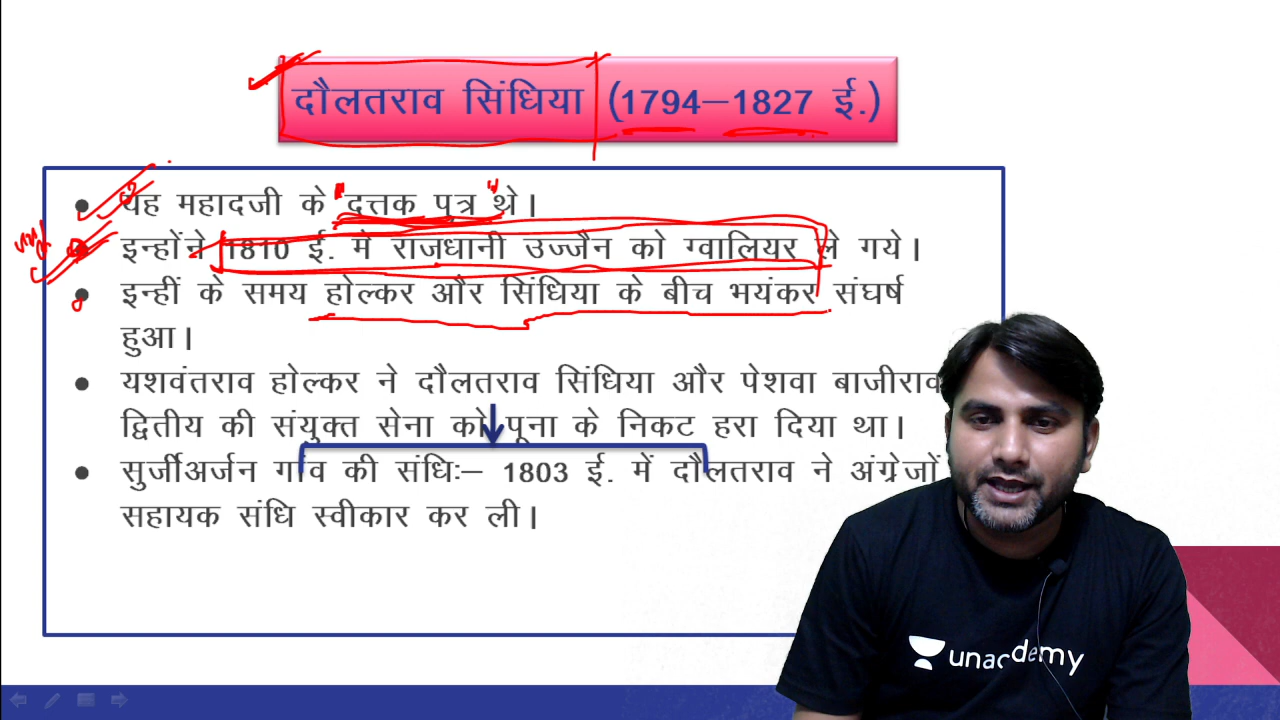 दौलतराव सिंधिया (1794–1827 ई.)
• यह महादजी के दत्तक पुत्र थे।
• इन्होंने 1810 ई. में राजधानी उज्जैन को ग्वालियर ले गये।
• इन्हीं के समय होल्कर और सिंधिया के बीच भयंकर संघर्ष
हुआ।
• यशवंतराव होल्कर ने दौलतराव सिंधिया और पेशवा बाजीराव
द्वितीय की संयुक्त सेना को पूना के निकट हरा दिया था।
• सुर्जीअर्जन गांव की संधिः– 1803 ई. में दौलतराव ने अंग्रेजों
सहायक संधि स्वीकार कर ली।
unacademy